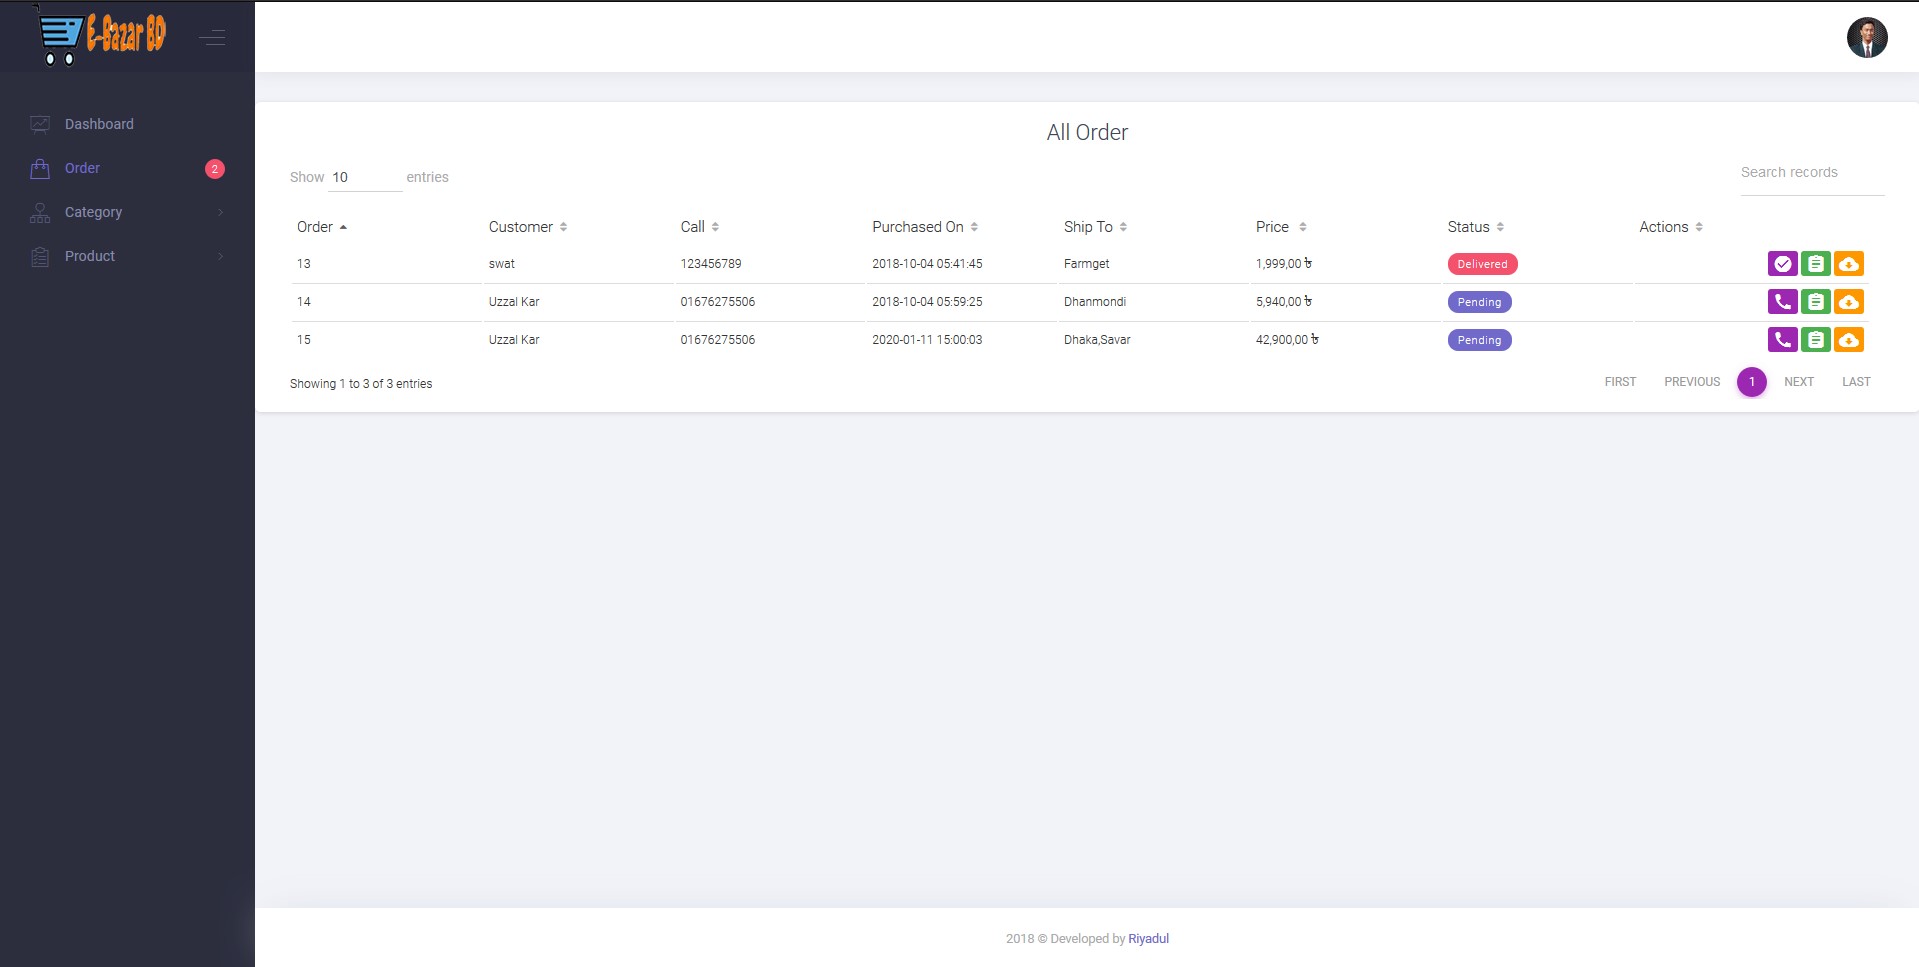 E-Bazar BD
Dashboard
Order 2
Category
Product
All Order
Show 10 entries
Search records
Order Customer Call Purchased On Ship To Price Status Actions
13 swat 123456789 2018-10-04 05:41:45 Farmget 1,999,00 ৳ Delivered
14 Uzzal Kar 01676275506 2018-10-04 05:59:25 Dhanmondi 5,940,00 ৳ Pending
15 Uzzal Kar 01676275506 2020-01-11 15:00:03 Dhaka,Savar 42,900,00 ৳ Pending
Showing 1 to 3 of 3 entries
FIRST PREVIOUS 1 NEXT LAST
2018 © Developed by Riyadul